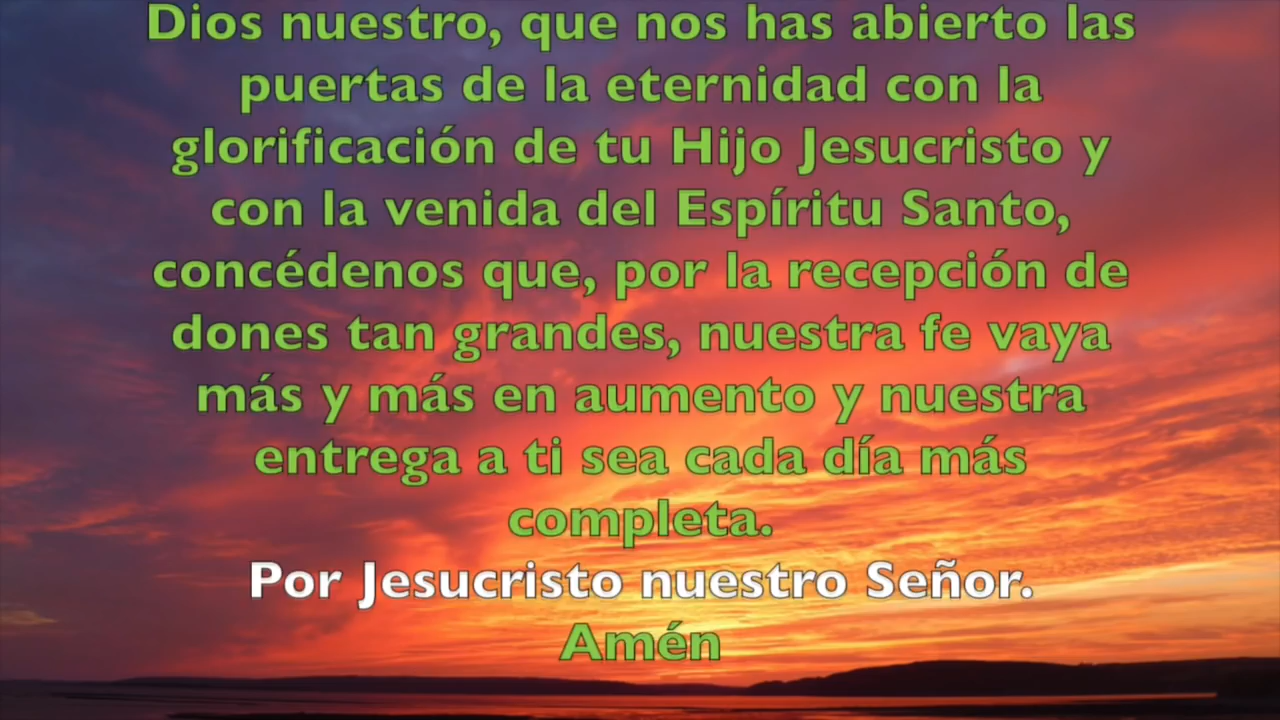 Dios nuestro, que nos has abierto las
puertas de la eternidad con la
glorificación de tu Hijo Jesucristo y
con la venida del Espíritu Santo,
concédenos que, por la recepción de
dones tan grandes, nuestra fe vaya
más y más en aumento y nuestra
entrega a ti sea cada día más
completa.
Por Jesucristo nuestro Señor.
Amén